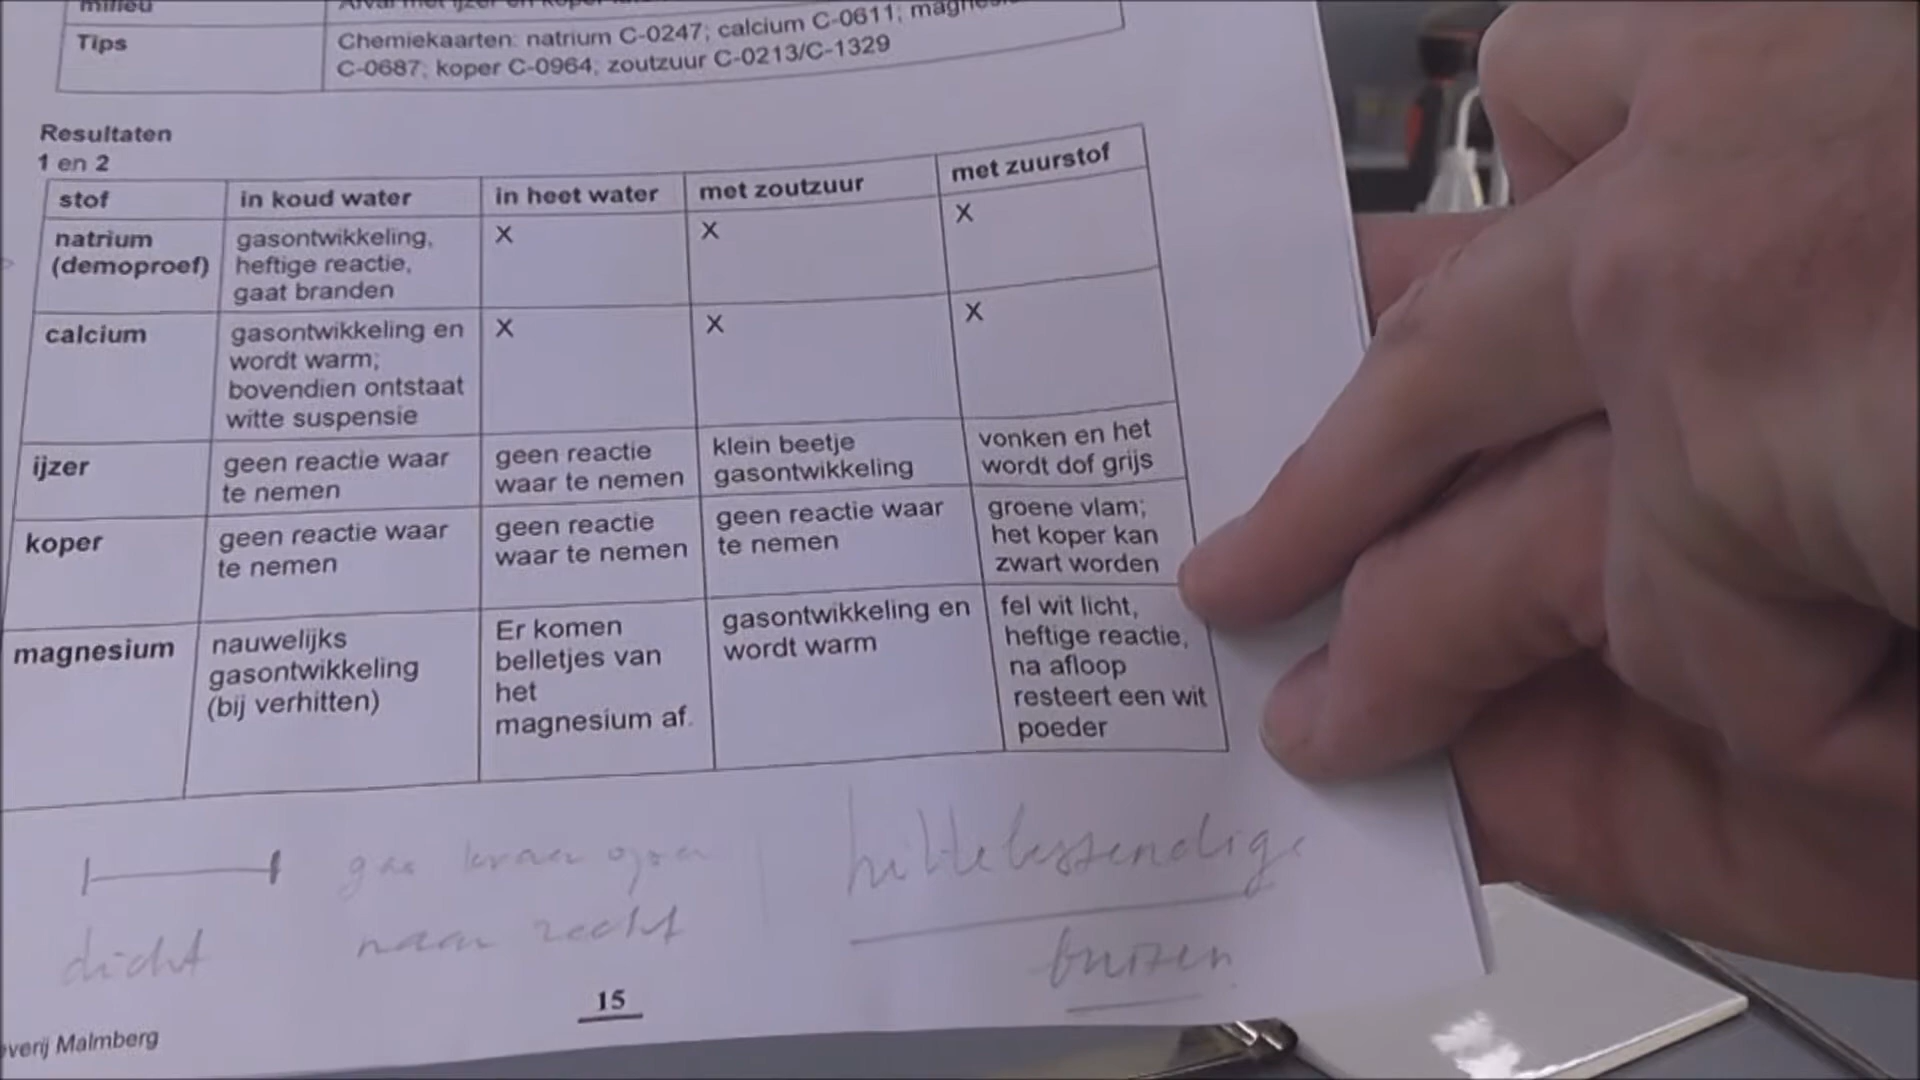 milieu
Tips
Chemiekaarten: natrium C-0247; calcium C-0611;
C-0687; koper C-0964; zoutzuur C-0213/C-1329
Resultaten
1 en 2
stof
in koud water
in heet water
met zoutzuur
met zuurstof
natrium
(demoproef)
gasontwikkeling,
heftige reactie,
gaat branden
X
X
X
calcium
gasontwikkeling en
wordt warm;
bovendien ontstaat
witte suspensie
X
X
X
ijzer
geen reactie waar
te nemen
geen reactie
waar te nemen
klein beetje
gasontwikkeling
vonken en het
wordt dof grijs
koper
geen reactie waar
te nemen
geen reactie
waar te nemen
geen reactie waar
te nemen
groene vlam;
het koper kan
zwart worden
magnesium
nauwelijks
gasontwikkeling
(bij verhitten)
Er komen
belletjes van
het
magnesium af.
gasontwikkeling en
wordt warm
fel wit licht,
heftige reactie,
na afloop
resteert een wit
poeder
gas kraan open
dicht
naar recht
hittebestendige
buizen
15
Malmberg